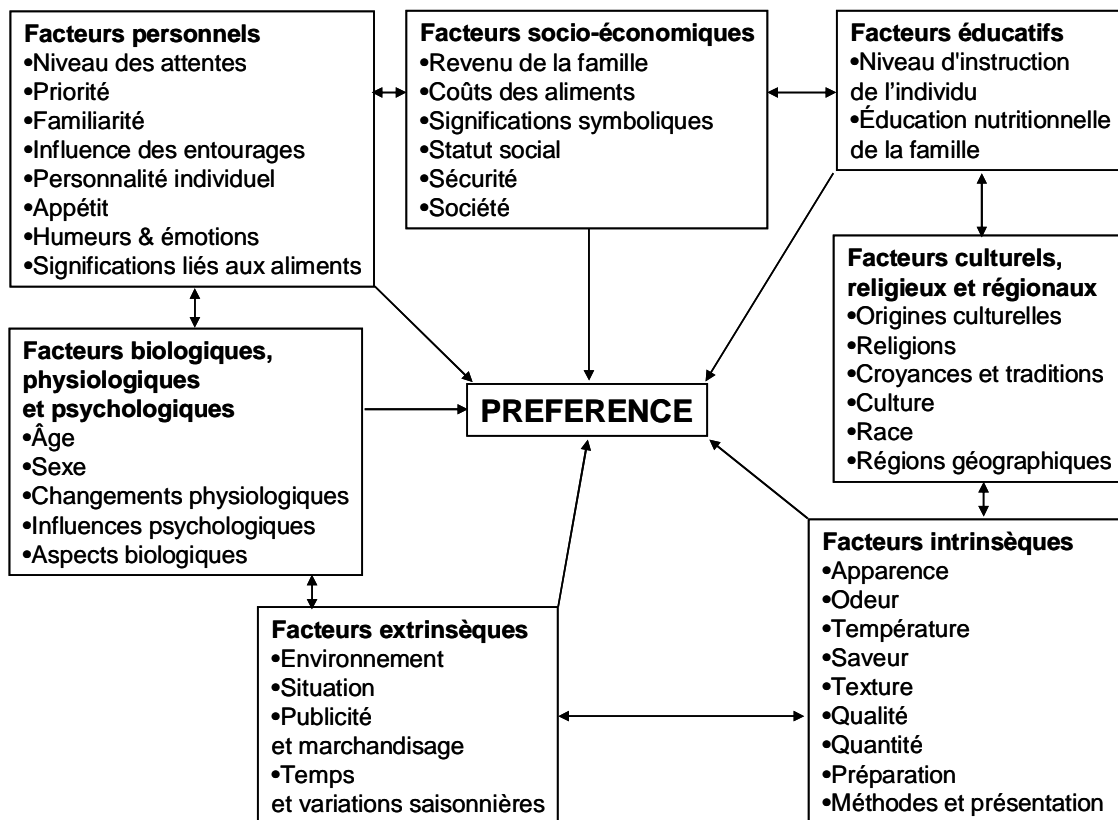 Facteurs personnels
•Niveau des attentes
•Priorité
•Familiarité
•Influence des entourages
•Personnalité individuel
•Appétit
•Humeurs & émotions
•Significations liés aux aliments
Facteurs socio-économiques
•Revenu de la famille
•Coûts des aliments
•Significations symboliques
•Statut social
•Sécurité
•Société
Facteurs éducatifs
•Niveau d'instruction
de l’individu
•Éducation nutritionnelle
de la famille
Facteurs culturels,
religieux et régionaux
•Origines culturelles
•Religions
•Croyances et traditions
•Culture
•Race
•Régions géographiques
Facteurs biologiques,
physiologiques
et psychologiques
•Âge
•Sexe
•Changements physiologiques
•Influences psychologiques
•Aspects biologiques
PREFERENCE
Facteurs intrinsèques
•Apparence
•Odeur
•Température
•Saveur
•Texture
•Qualité
•Quantité
•Préparation
•Méthodes et présentation
Facteurs extrinsèques
•Environnement
•Situation
•Publicité
et marchandisage
•Temps
et variations saisonnières